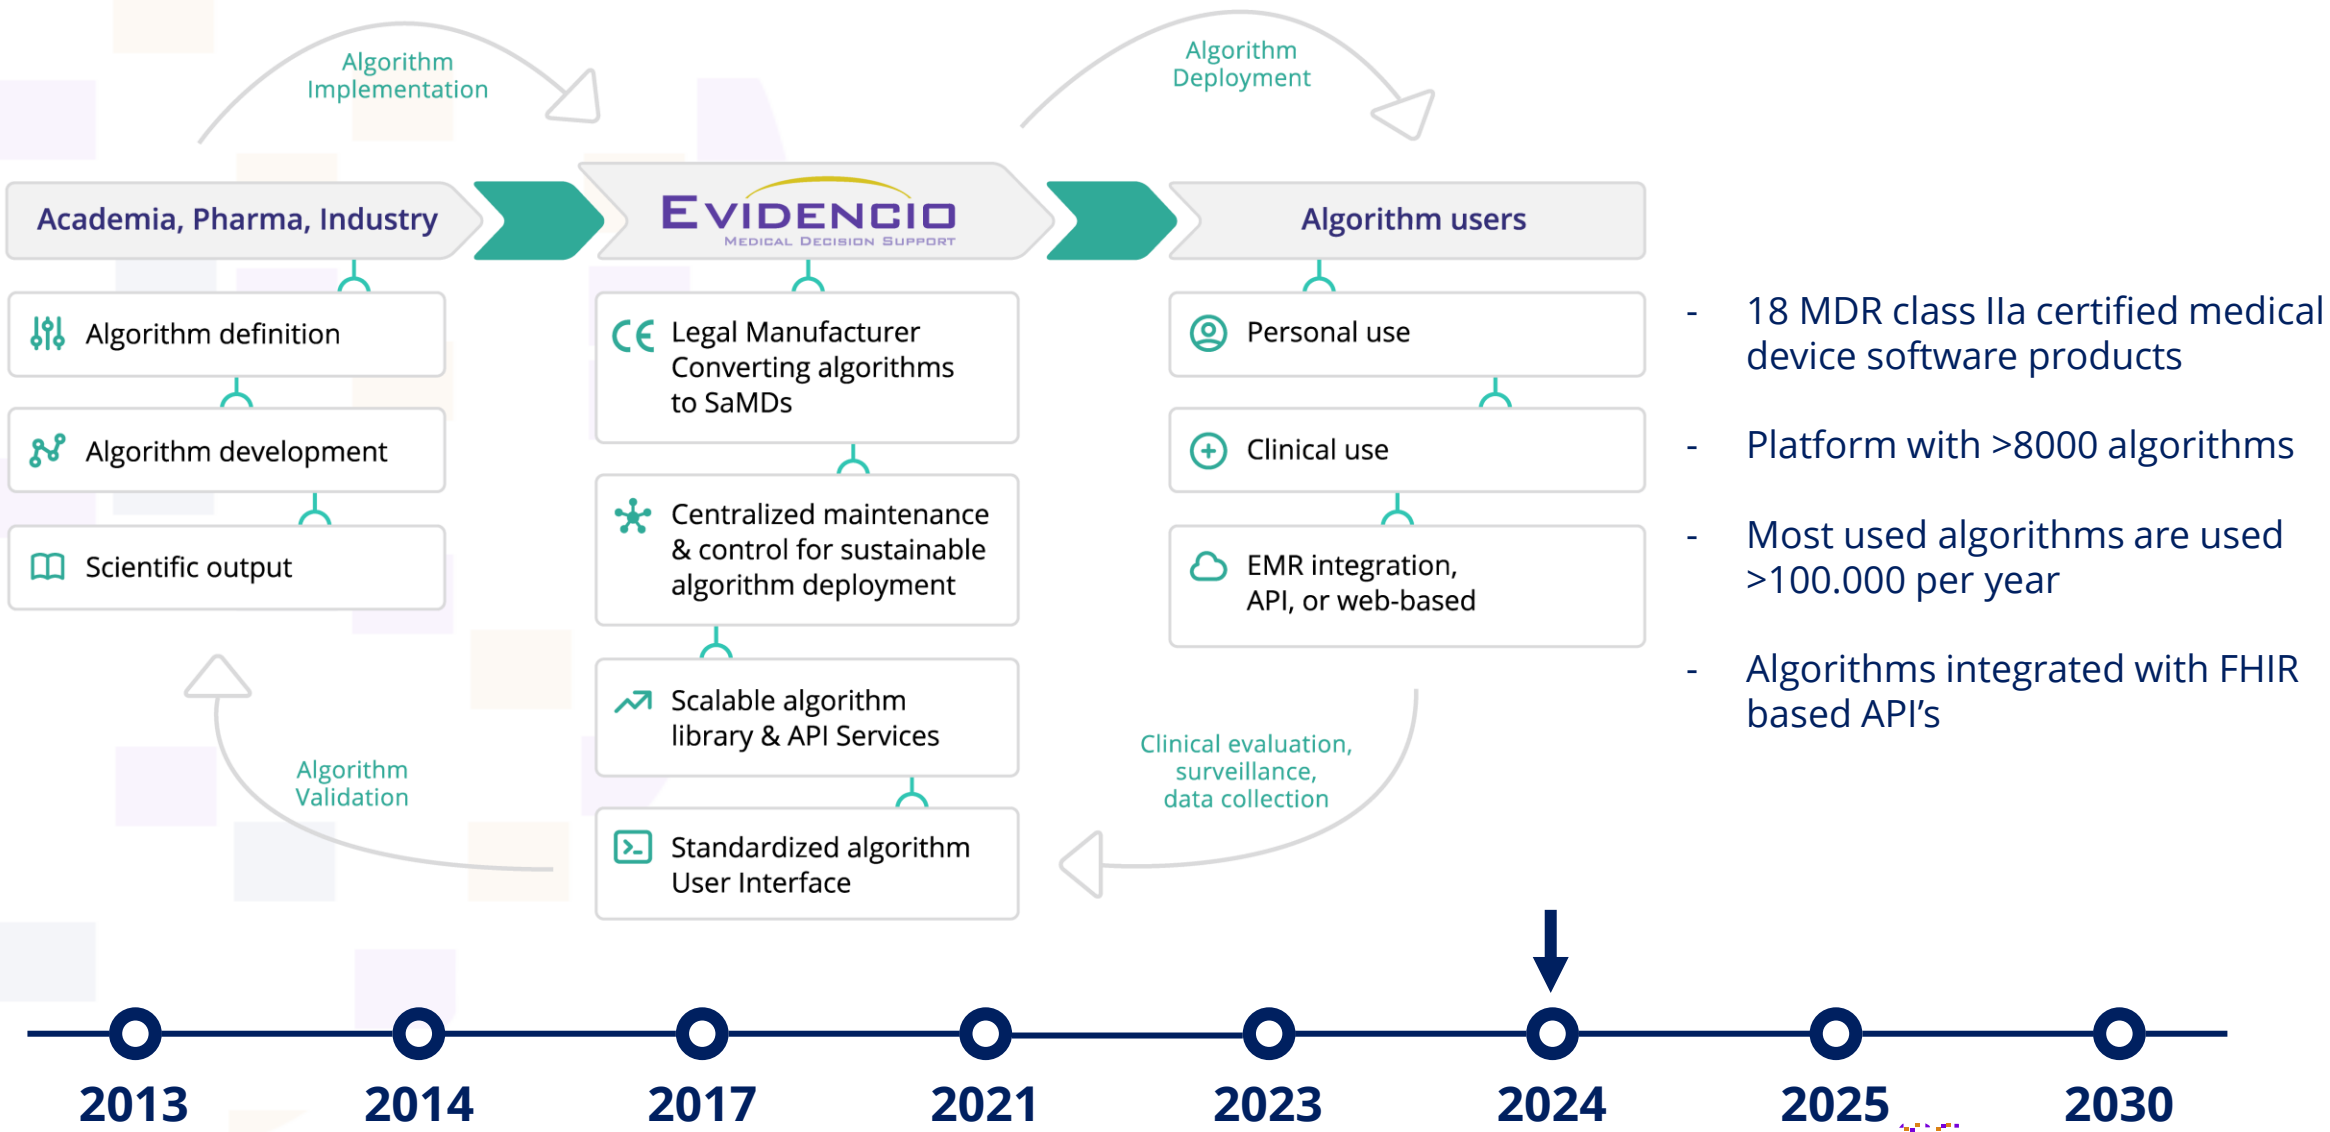 Algorithm
Implementation
Algorithm
Deployment
Academia, Pharma, Industry
EVIDENCIO
MEDICAL DECISION SUPPORT
Algorithm users
Algorithm definition
Algorithm development
Scientific output
Legal Manufacturer
Converting algorithms
to SaMDs
Centralized maintenance
& control for sustainable
algorithm deployment
Scalable algorithm
library & API Services
Standardized algorithm
User Interface
Personal use
Clinical use
EMR integration,
API, or web-based
- 18 MDR class IIa certified medical
device software products
- Platform with >8000 algorithms
- Most used algorithms are used
>100.000 per year
- Algorithms integrated with FHIR
based API’s
Algorithm
Validation
Clinical evaluation,
surveillance,
data collection
2013 2014 2017 2021 2023 2024 2025 2030